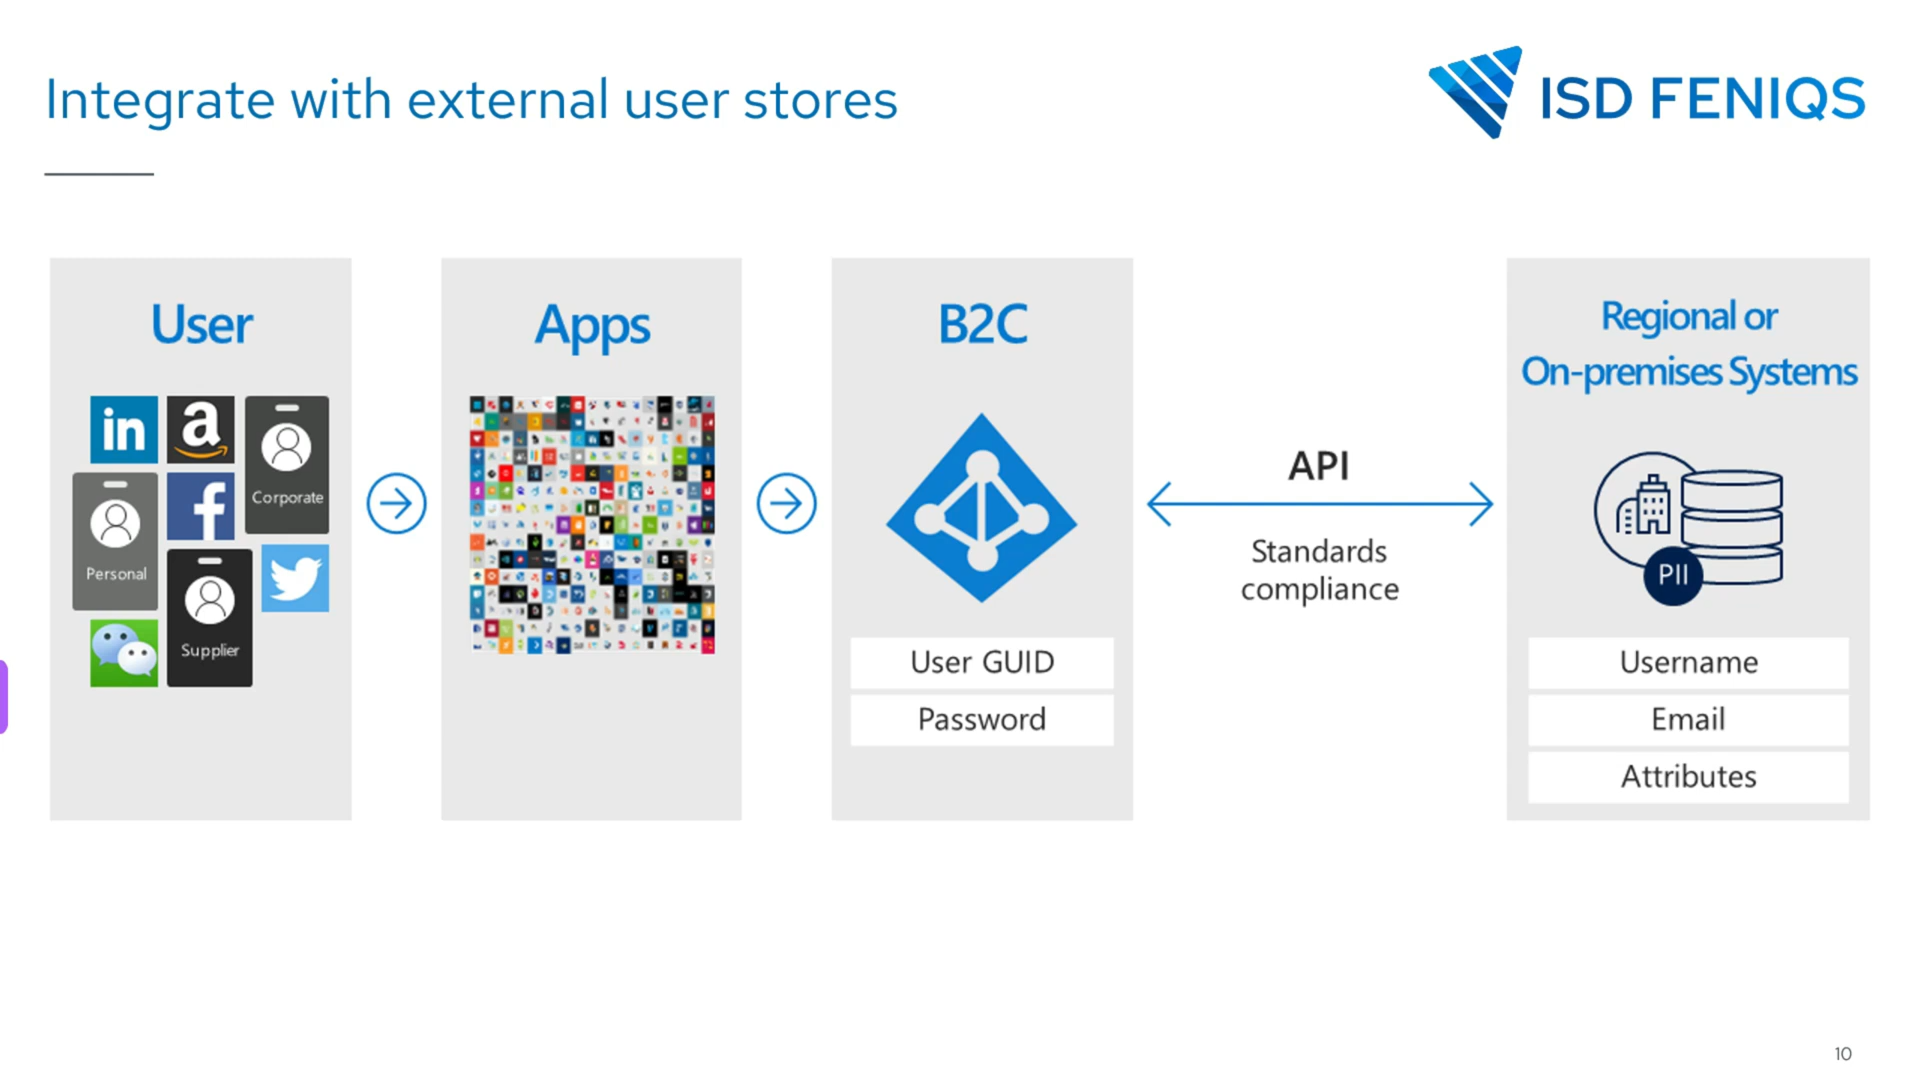 Integrate with external user stores
ISD FENIQS
User
in
a
Corporate
Personal
f
Supplier
Apps
B2C
User GUID
Password
API
Standards
compliance
Regional or
On-premises Systems
PII
Username
Email
Attributes
10